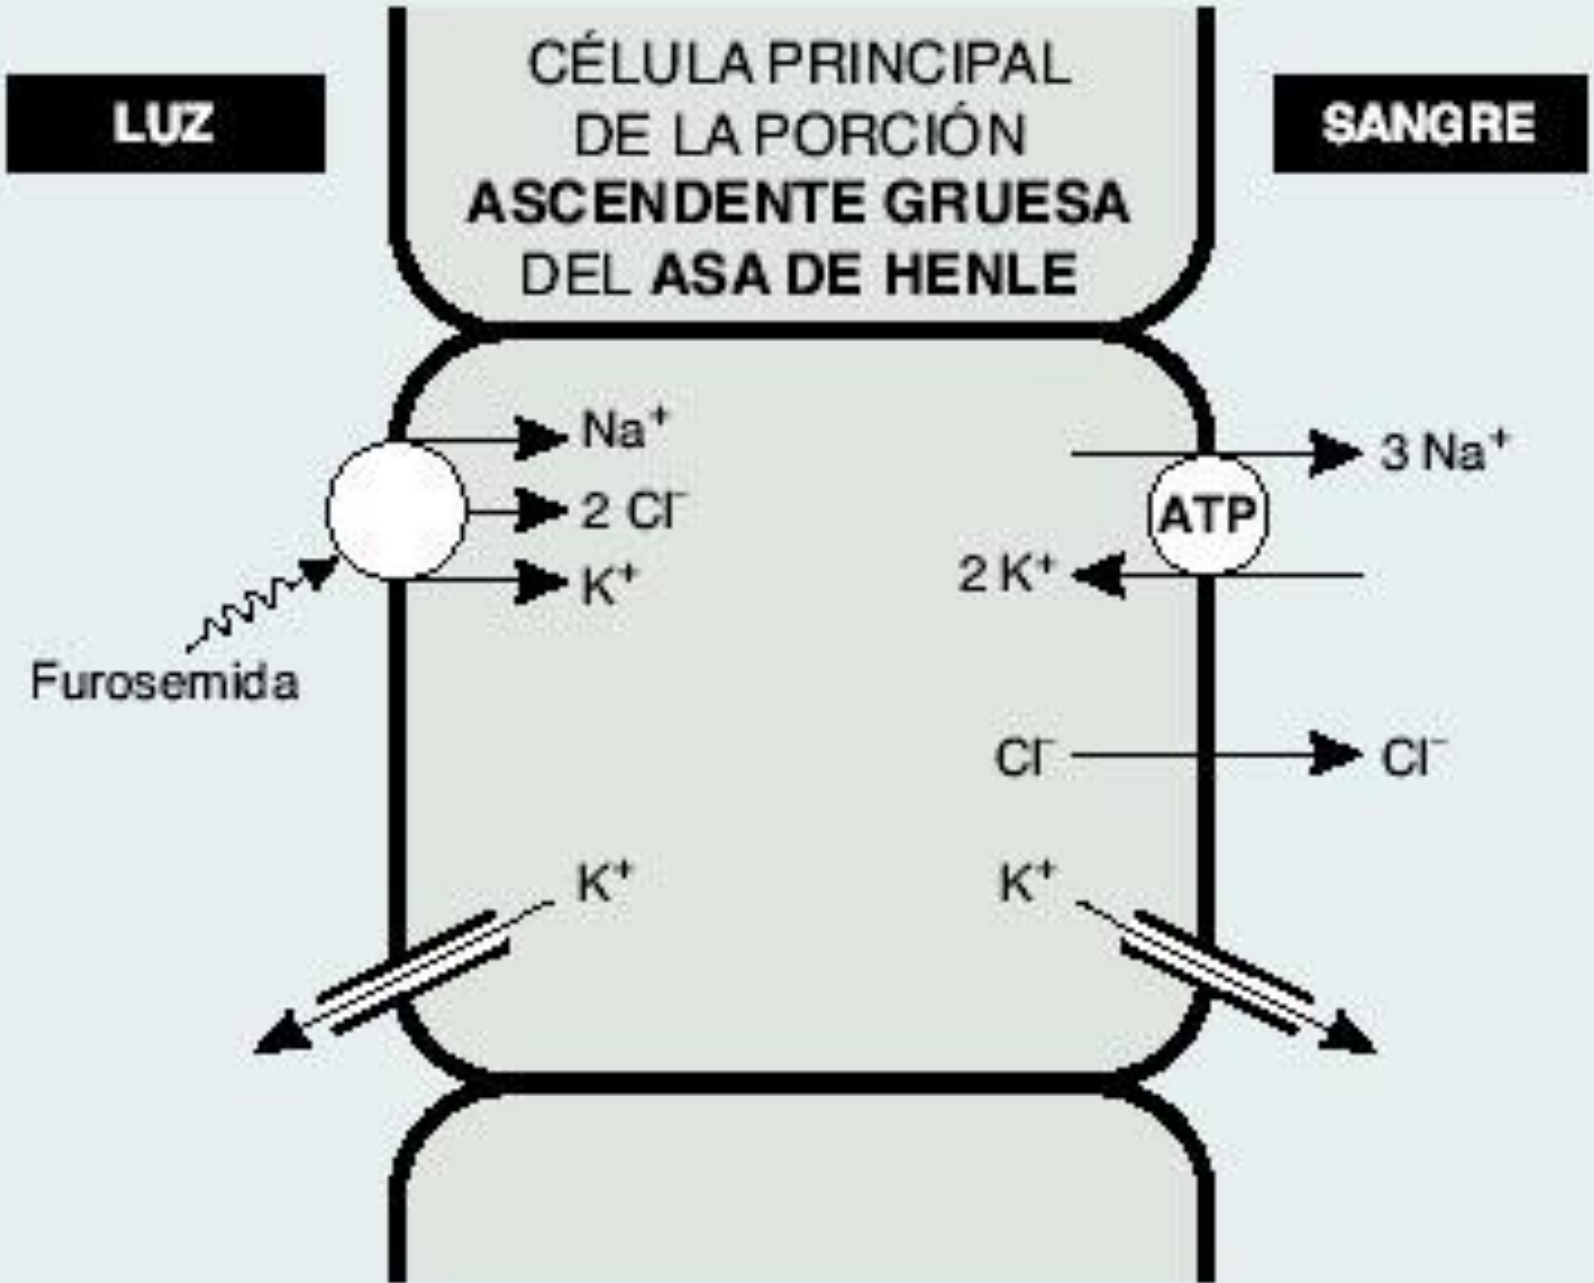 CÉLULA PRINCIPAL
DE LA PORCIÓN
ASCENDENTE GRUESA
DEL ASA DE HENLE
LUZ
SANGRE
Na⁺
2 Cl⁻
K⁺
Furosemida
3 Na⁺
ATP
2 K⁺
Cl⁻
Cl⁻
K⁺
K⁺